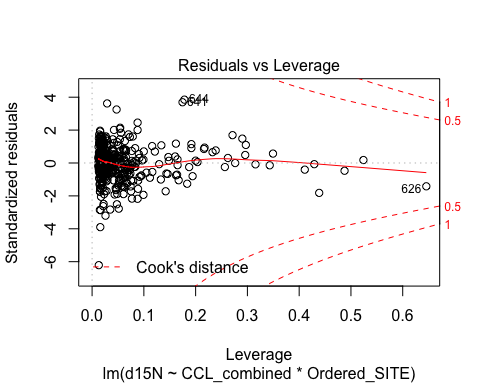 Residuals vs Leverage
Standardized residuals
4
2
0
-2
-4
-6
644
641
626
1
0.5
0.5
1
Cook's distance
0.0 0.1 0.2 0.3 0.4 0.5 0.6
Leverage
lm(d15N ~ CCL_combined * Ordered_SITE)